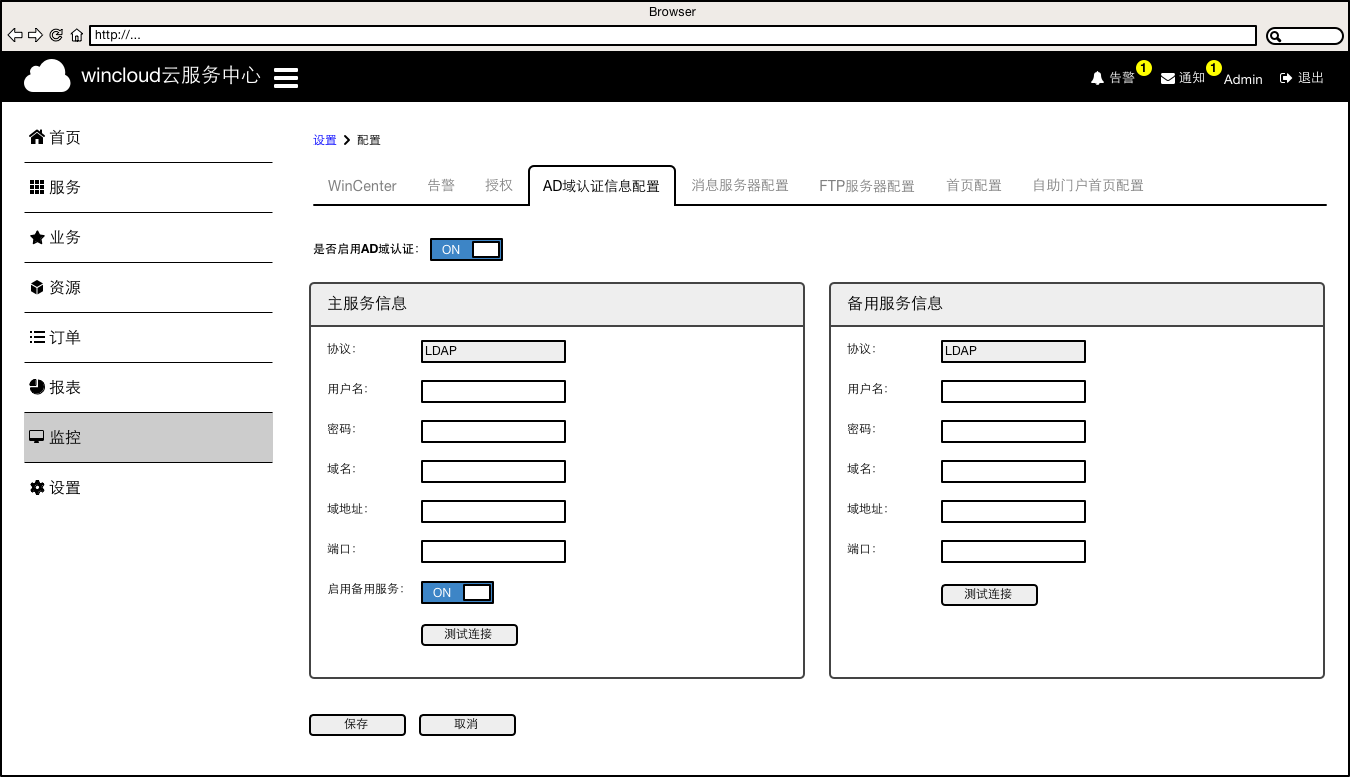 Browser
http://...
wincloud云服务中心
告警 1
通知 1
Admin
退出
首页
服务
业务
资源
订单
报表
监控
设置
设置 配置
WinCenter 告警 授权 AD域认证信息配置 消息服务器配置 FTP服务器配置 首页配置 自助门户首页配置
是否启用AD域认证: ON
主服务信息
协议: LDAP
用户名:
密码:
域名:
域地址:
端口:
启用备用服务: ON
测试连接
备用服务信息
协议: LDAP
用户名:
密码:
域名:
域地址:
端口:
测试连接
保存 取消